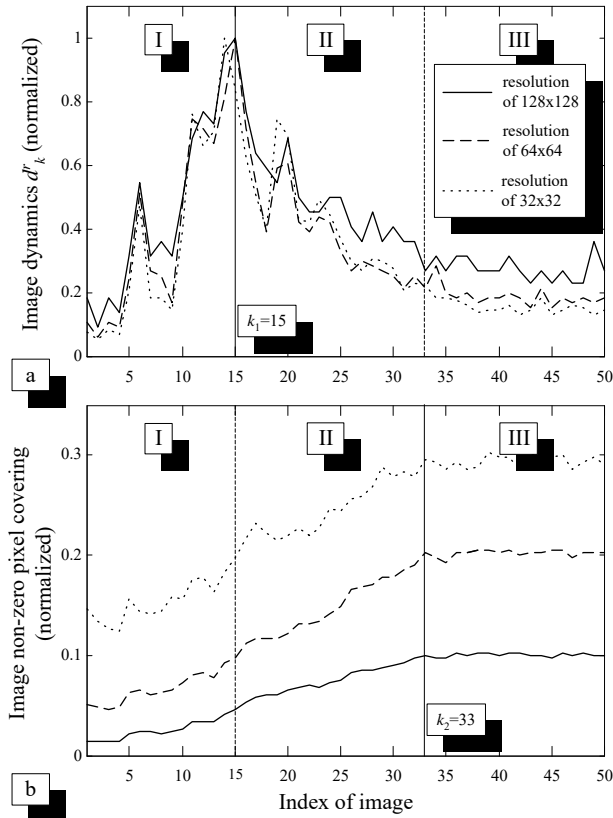 I
II
III
Image dynamics dʳₖ (normalized)
1
0.8
0.6
0.4
0.2
0
resolution
of 128x128
resolution
of 64x64
resolution
of 32x32
k₁=15
a
5
10
15
20
25
30
35
40
45
50
I
II
III
Image non-zero pixel covering
(normalized)
0.3
0.2
0.1
0
k₂=33
b
5
10
15
20
25
30
35
40
45
50
Index of image